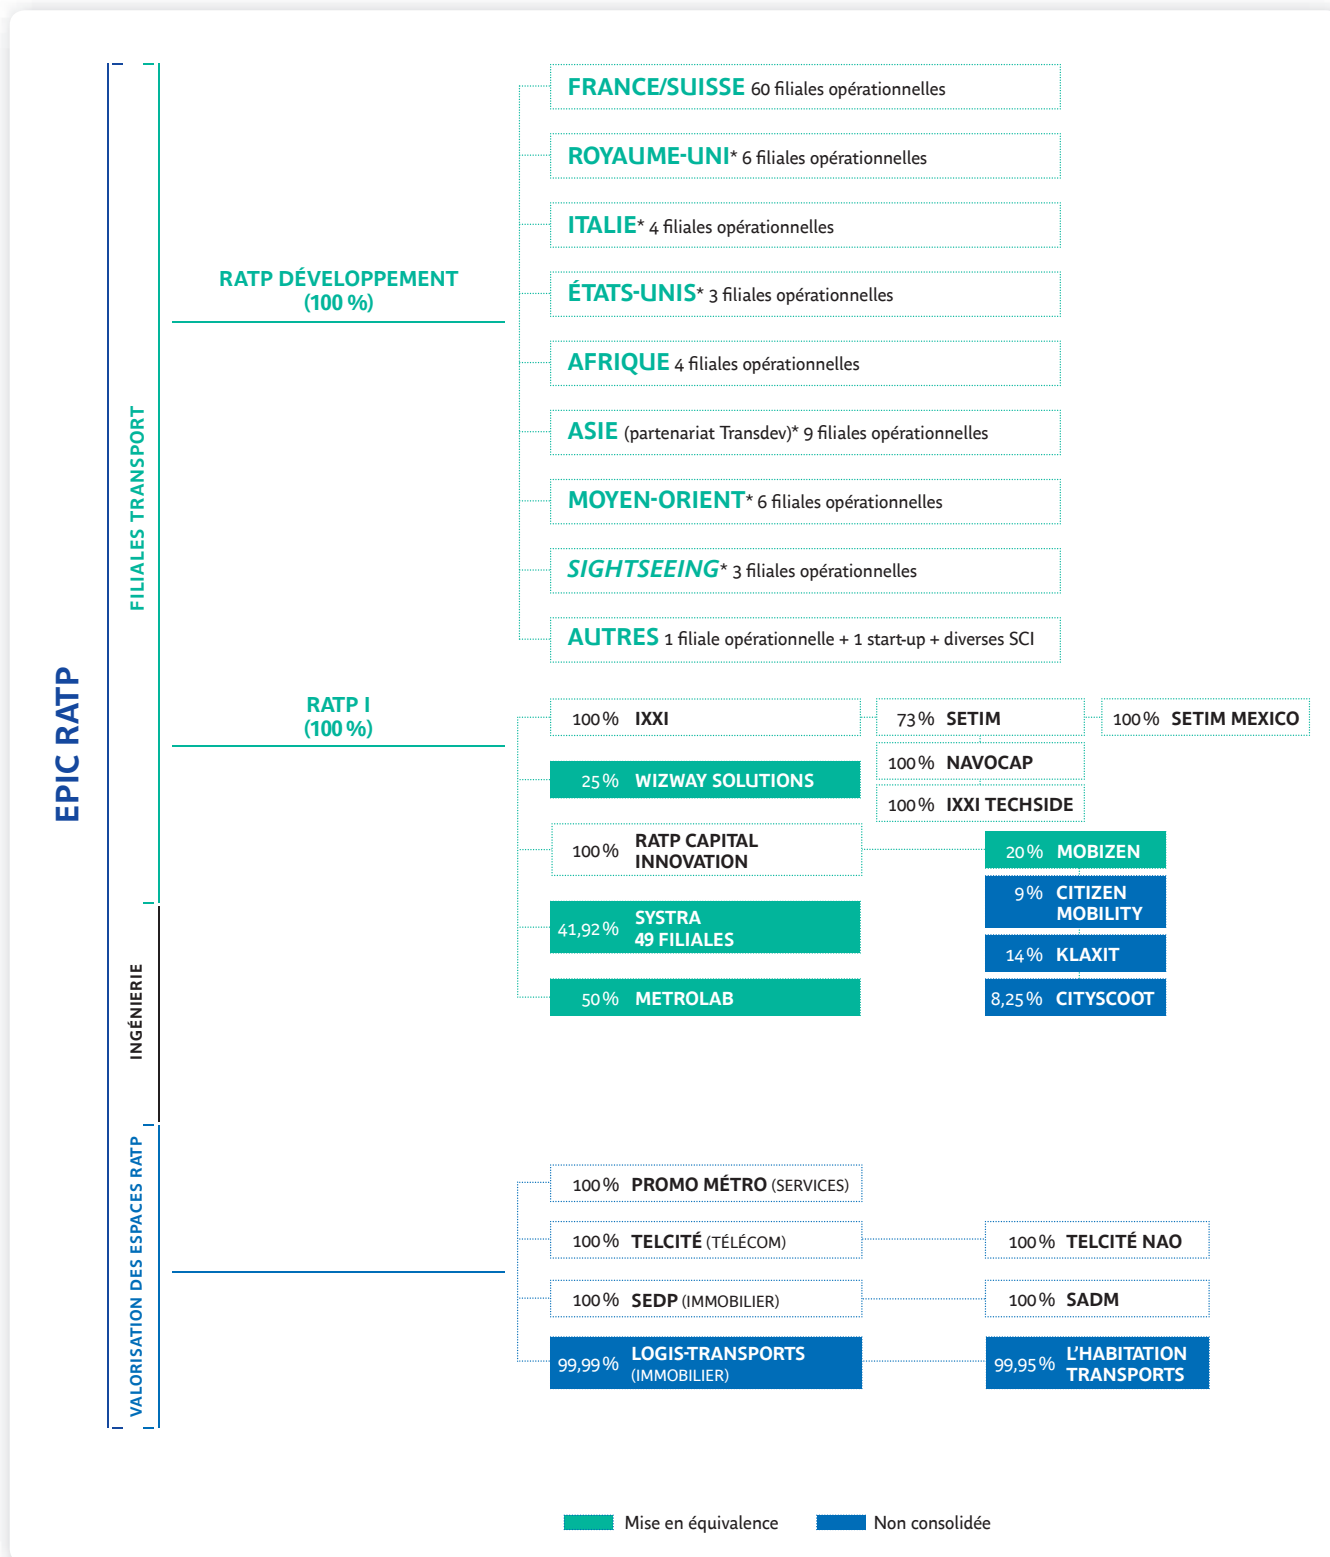 EPIC RATP
FILIALES TRANSPORT
RATP DÉVELOPPEMENT
(100 %)
FRANCE/SUISSE 60 filiales opérationnelles
ROYAUME-UNI* 6 filiales opérationnelles
ITALIE* 4 filiales opérationnelles
ÉTATS-UNIS* 3 filiales opérationnelles
AFRIQUE 4 filiales opérationnelles
ASIE (partenariat Transdev)* 9 filiales opérationnelles
MOYEN-ORIENT* 6 filiales opérationnelles
SIGHTSEEING* 3 filiales opérationnelles
AUTRES 1 filiale opérationnelle + 1 start-up + diverses SCI
RATP I
(100 %)
100 % IXXI
73 % SETIM
100 % SETIM MEXICO
100 % NAVOCAP
100 % IXXI TECHSIDE
25 % WIZWAY SOLUTIONS
100 % RATP CAPITAL
INNOVATION
20 % MOBIZEN
9 % CITIZEN
MOBILITY
14 % KLAXIT
8,25 % CITYSCOOT
INGÉNIERIE
41,92 % SYSTRA
49 FILIALES
50 % METROLAB
VALORISATION DES ESPACES RATP
100 % PROMO MÉTRO (SERVICES)
100 % TELCITÉ (TÉLÉCOM)
100 % TELCITÉ NAO
100 % SEDP (IMMOBILIER)
100 % SADM
99,99 % LOGIS-TRANSPORTS
(IMMOBILIER)
99,95 % L'HABITATION
TRANSPORTS
Mise en équivalence
Non consolidée